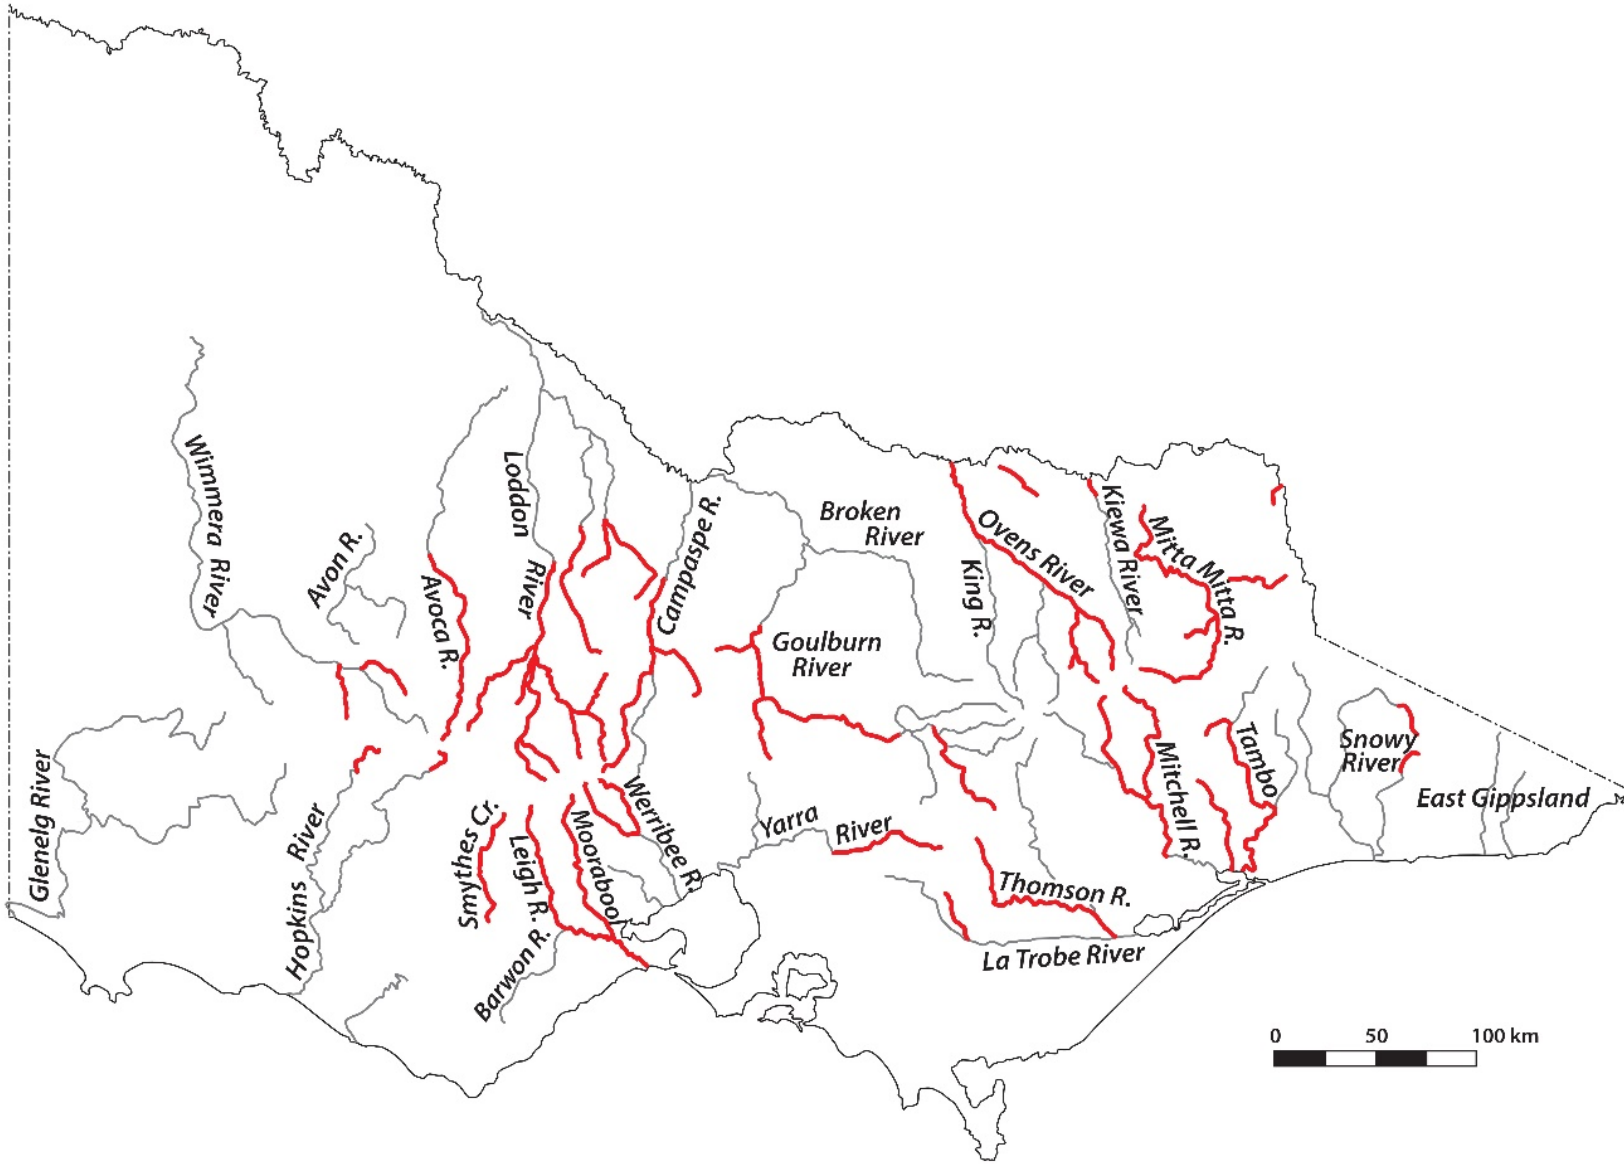 Wimmera River
Avon R.
Avoca R.
Loddon
River
Campaspe R.
Broken
River
Goulburn
River
King R.
Ovens River
Kiewa River
Mitta Mitta R.
Glenelg River
Hopkins
River
Smythes Cr.
Leigh R.
Moorabool
Werribee R.
Barwon R.
Yarra
River
Thomson R.
La Trobe River
Mitchell R.
Tambo
Snowy
River
East Gippsland
0 50 100 km